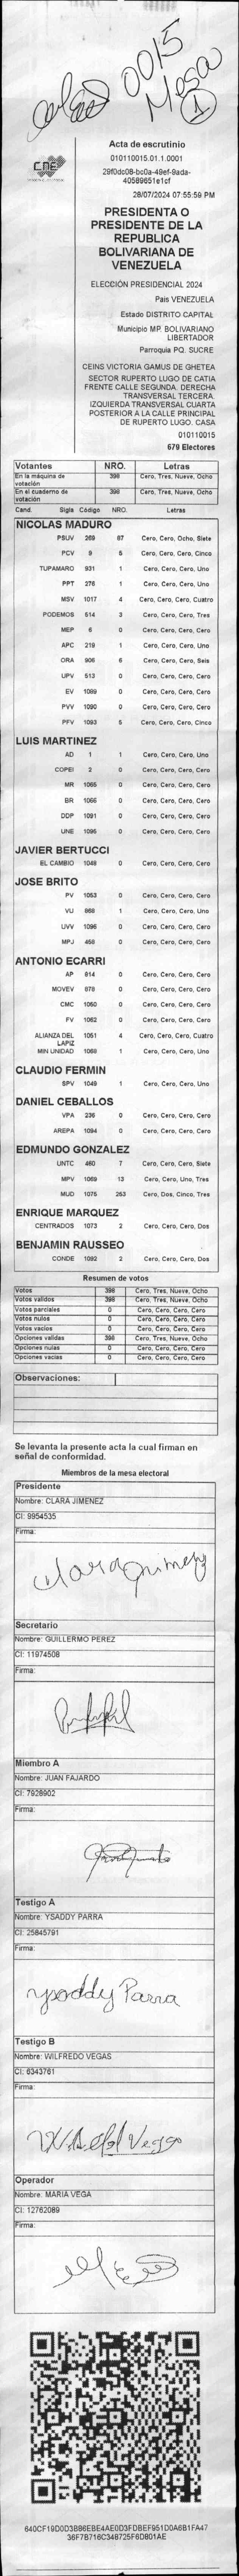 0015
Mesa
1
CNE
Acta de escrutinio
010110015.01.1.0001
29f0dc08-bc0a-49ef-9ada-
40589651e1cf
28/07/2024 07:55:59 PM
PRESIDENTA O
PRESIDENTE DE LA
REPUBLICA
BOLIVARIANA DE
VENEZUELA
ELECCIÓN PRESIDENCIAL 2024
Pais VENEZUELA
Estado DISTRITO CAPITAL
Municipio MP. BOLIVARIANO
LIBERTADOR
Parroquia PQ. SUCRE
CEINS VICTORIA GAMUS DE GHETEA
SECTOR RUPERTO LUGO DE CATIA
FRENTE CALLE SEGUNDA. DERECHA
TRANSVERSAL TERCERA.
IZQUIERDA TRANSVERSAL CUARTA
POSTERIOR A LA CALLE PRINCIPAL
DE RUPERTO LUGO. CASA
010110015
679 Electores
Votantes NRO. Letras
En la máquina de votación 398 Cero, Tres, Nueve, Ocho
En el cuaderno de votación 398 Cero, Tres, Nueve, Ocho
Cand. Sigla Código NRO. Letras
NICOLAS MADURO
PSUV 269 87 Cero, Cero, Ocho, Siete
PCV 9 5 Cero, Cero, Cero, Cinco
TUPAMARO 931 1 Cero, Cero, Cero, Uno
PPT 276 1 Cero, Cero, Cero, Uno
MSV 1017 4 Cero, Cero, Cero, Cuatro
PODEMOS 514 3 Cero, Cero, Cero, Tres
MEP 6 0 Cero, Cero, Cero, Cero
APC 219 1 Cero, Cero, Cero, Uno
ORA 906 6 Cero, Cero, Cero, Seis
UPV 513 0 Cero, Cero, Cero, Cero
EV 1089 0 Cero, Cero, Cero, Cero
PVV 1090 0 Cero, Cero, Cero, Cero
PFV 1093 5 Cero, Cero, Cero, Cinco
LUIS MARTINEZ
AD 1 1 Cero, Cero, Cero, Uno
COPEI 2 0 Cero, Cero, Cero, Cero
MR 1065 0 Cero, Cero, Cero, Cero
BR 1066 0 Cero, Cero, Cero, Cero
DDP 1091 0 Cero, Cero, Cero, Cero
UNE 1095 0 Cero, Cero, Cero, Cero
JAVIER BERTUCCI
EL CAMBIO 1048 0 Cero, Cero, Cero, Cero
JOSE BRITO
PV 1053 0 Cero, Cero, Cero, Cero
VU 868 1 Cero, Cero, Cero, Uno
UVV 1096 0 Cero, Cero, Cero, Cero
MPJ 458 0 Cero, Cero, Cero, Cero
ANTONIO ECARRI
AP 814 0 Cero, Cero, Cero, Cero
MOVEV 878 0 Cero, Cero, Cero, Cero
CMC 1050 0 Cero, Cero, Cero, Cero
FV 1062 0 Cero, Cero, Cero, Cero
ALIANZA DEL LAPIZ 1051 4 Cero, Cero, Cero, Cuatro
MIN UNIDAD 1068 1 Cero, Cero, Cero, Uno
CLAUDIO FERMIN
SPV 1049 1 Cero, Cero, Cero, Uno
DANIEL CEBALLOS
VPA 236 0 Cero, Cero, Cero, Cero
AREPA 1094 0 Cero, Cero, Cero, Cero
EDMUNDO GONZALEZ
UNTC 460 7 Cero, Cero, Cero, Siete
MPV 1069 13 Cero, Cero, Uno, Tres
MUD 1075 253 Cero, Dos, Cinco, Tres
ENRIQUE MARQUEZ
CENTRADOS 1073 2 Cero, Cero, Cero, Dos
BENJAMIN RAUSSEO
CONDE 1092 2 Cero, Cero, Cero, Dos
Resumen de votos
Votos 398 Cero, Tres, Nueve, Ocho
Votos validos 398 Cero, Tres, Nueve, Ocho
Votos parciales 0 Cero, Cero, Cero, Cero
Votos nulos 0 Cero, Cero, Cero, Cero
Votos vacios 0 Cero, Cero, Cero, Cero
Opciones validas 398 Cero, Tres, Nueve, Ocho
Opciones nulas 0 Cero, Cero, Cero, Cero
Opciones vacias 0 Cero, Cero, Cero, Cero
Observaciones:
Se levanta la presente acta la cual firman en
señal de conformidad.
Miembros de la mesa electoral
Presidente
Nombre: CLARA JIMENEZ
CI: 9954535
Firma:
Secretario
Nombre: GUILLERMO PEREZ
CI: 11974508
Firma:
Miembro A
Nombre: JUAN FAJARDO
CI: 7928902
Firma:
Testigo A
Nombre: YSADDY PARRA
CI: 25845791
Firma:
Ysaddy Parra
Testigo B
Nombre: WILFREDO VEGAS
CI: 6343761
Firma:
Operador
Nombre: MARIA VEGA
CI: 12762089
Firma:
640CF19D0D3B86EBE4AE0D3FDBEF951D0A6B1FA47
36F7B716C348725F6D801AE